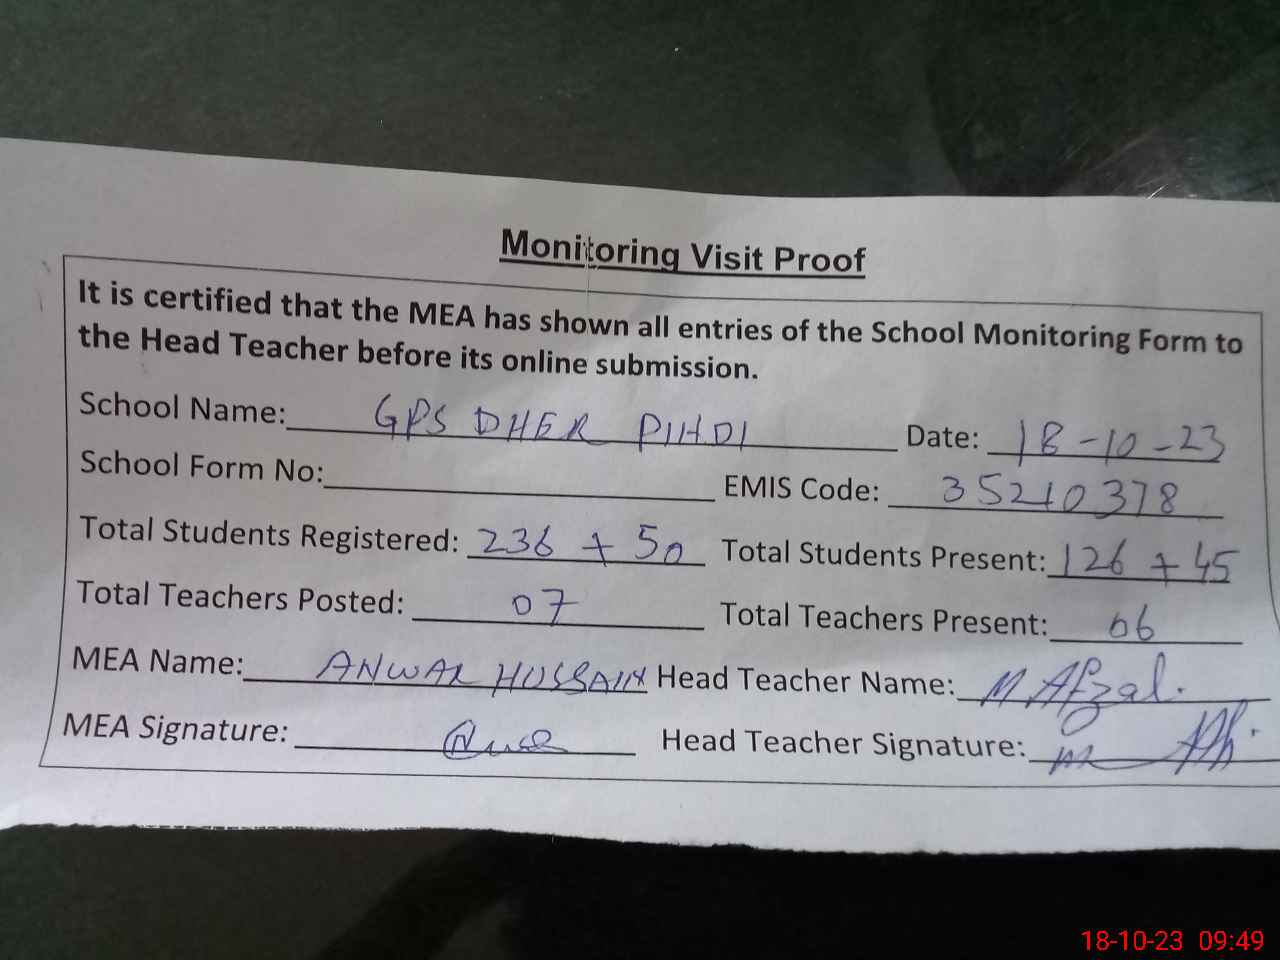 Monitoring Visit Proof
It is certified that the MEA has shown all entries of the School Monitoring Form to
the Head Teacher before its online submission.
School Name: GPS DHER PIHDI Date: 18-10-23
School Form No: EMIS Code: 35210378
Total Students Registered: 236 + 50 Total Students Present: 126 + 45
Total Teachers Posted: 07 Total Teachers Present: 06
MEA Name: ANWAR HUSSAIN Head Teacher Name: M Afzal.
MEA Signature: Head Teacher Signature:
18-10-23 09:49